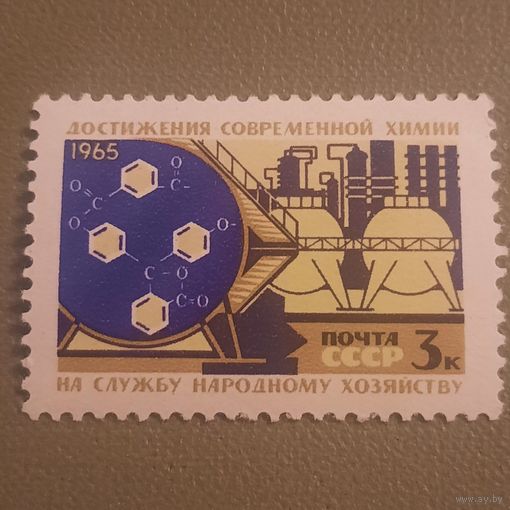 ДОСТИЖЕНИЯ СОВРЕМЕННОЙ ХИМИИ
1965
O
C
O
C
O
O
C
O
C
O
ПОЧТА
СССР 3к
НА СЛУЖБУ НАРОДНОМУ ХОЗЯЙСТВУ
www.ay.by